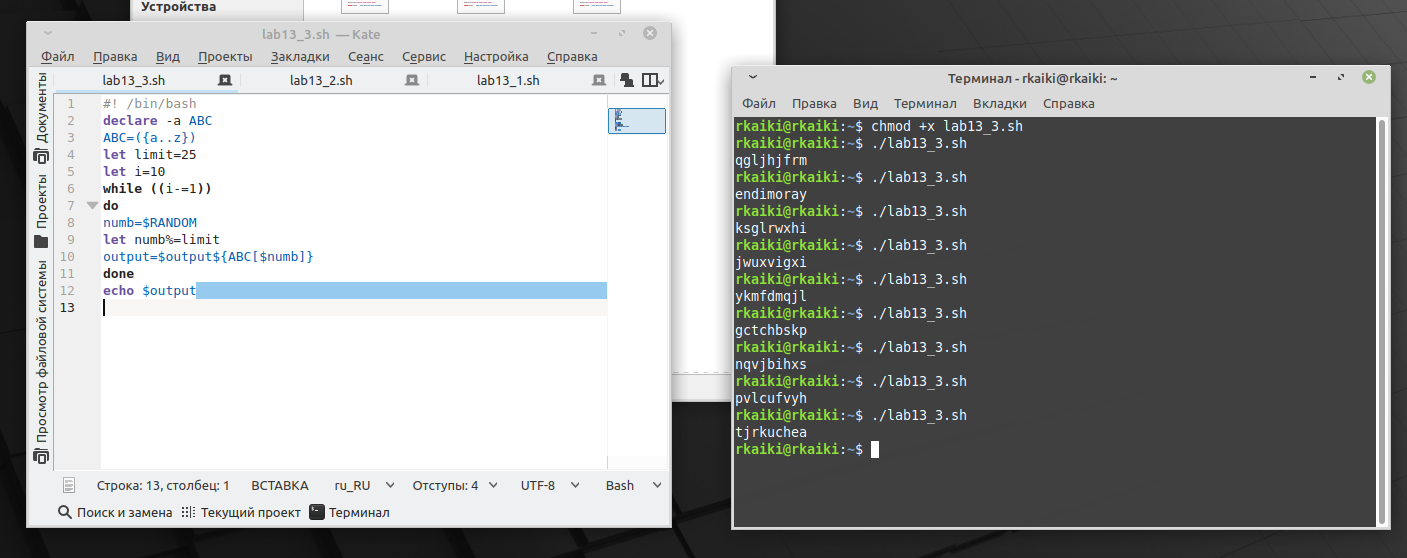 Устройства
lab13_3.sh — Kate
Файл Правка Вид Проекты Закладки Сеанс Сервис Настройка Справка
lab13_3.sh lab13_2.sh lab13_1.sh
Документы
Проекты
Просмотр файловой системы
1 #! /bin/bash
2 declare -a ABC
3 ABC=({a..z})
4 let limit=25
5 let i=10
6 while ((i-=1))
7 do
8 numb=$RANDOM
9 let numb%=limit
10 output=$output${ABC[$numb]}
11 done
12 echo $output
13
Строка: 13, столбец: 1 ВСТАВКА ru_RU Отступы: 4 UTF-8 Bash
Поиск и замена Текущий проект Терминал
Терминал - rkaiki@rkaiki: ~
Файл Правка Вид Терминал Вкладки Справка
rkaiki@rkaiki:~$ chmod +x lab13_3.sh
rkaiki@rkaiki:~$ ./lab13_3.sh
qgljhjfrm
rkaiki@rkaiki:~$ ./lab13_3.sh
endimoray
rkaiki@rkaiki:~$ ./lab13_3.sh
ksglrwxhi
rkaiki@rkaiki:~$ ./lab13_3.sh
jwuxvigxi
rkaiki@rkaiki:~$ ./lab13_3.sh
ykmfdmqjl
rkaiki@rkaiki:~$ ./lab13_3.sh
gctchbskp
rkaiki@rkaiki:~$ ./lab13_3.sh
nqvjbihxs
rkaiki@rkaiki:~$ ./lab13_3.sh
pvlcufvyh
rkaiki@rkaiki:~$ ./lab13_3.sh
tjrkuchea
rkaiki@rkaiki:~$